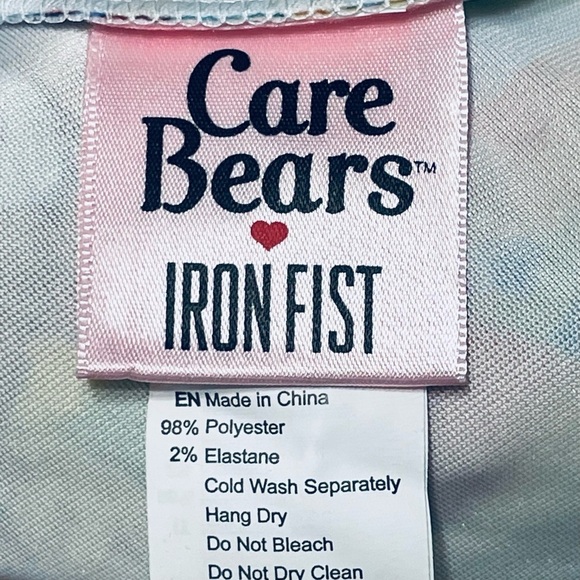 Care
Bears™
IRON FIST
EN Made in China
98% Polyester
2% Elastane
Cold Wash Separately
Hang Dry
Do Not Bleach
Do Not Dry Clean